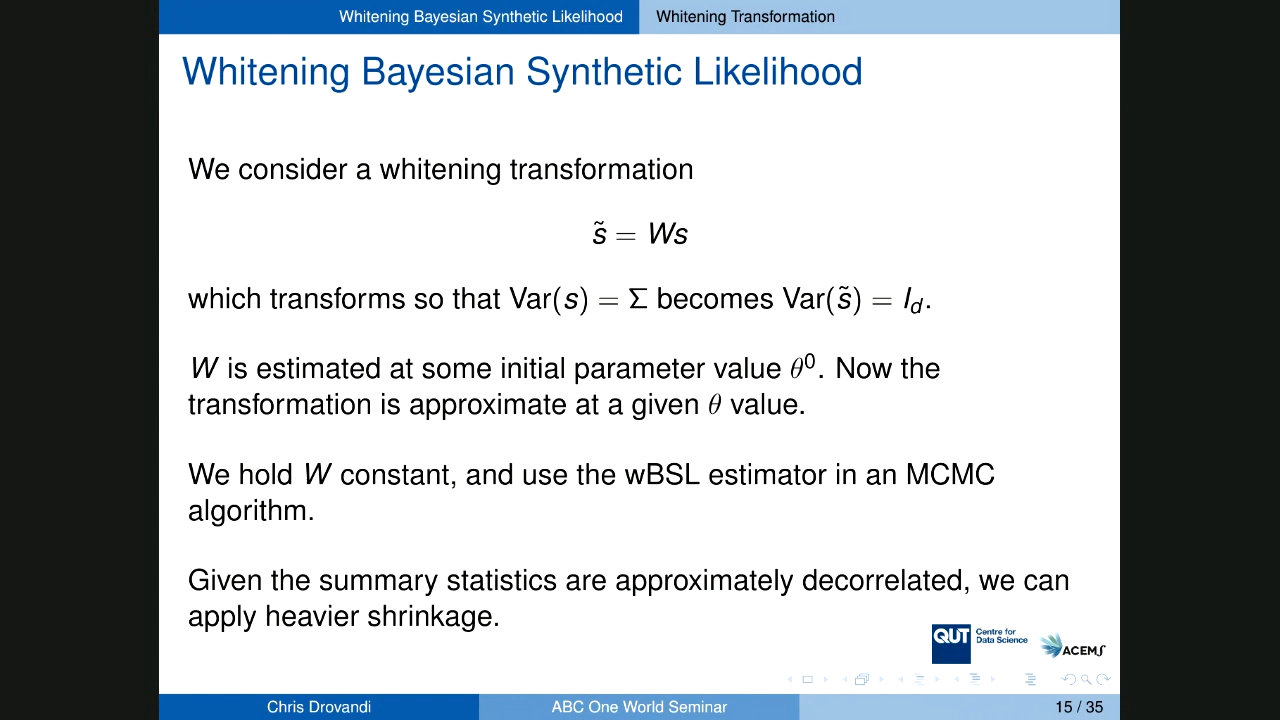 Whitening Bayesian Synthetic Likelihood
Whitening Transformation
Whitening Bayesian Synthetic Likelihood
We consider a whitening transformation
s̃ = Ws
which transforms so that Var(s) = Σ becomes Var(s̃) = I_d.
W is estimated at some initial parameter value θ⁰. Now the
transformation is approximate at a given θ value.
We hold W constant, and use the wBSL estimator in an MCMC
algorithm.
Given the summary statistics are approximately decorrelated, we can
apply heavier shrinkage.
QUT Centre for
Data Science
ACEMS
Chris Drovandi
ABC One World Seminar
15 / 35